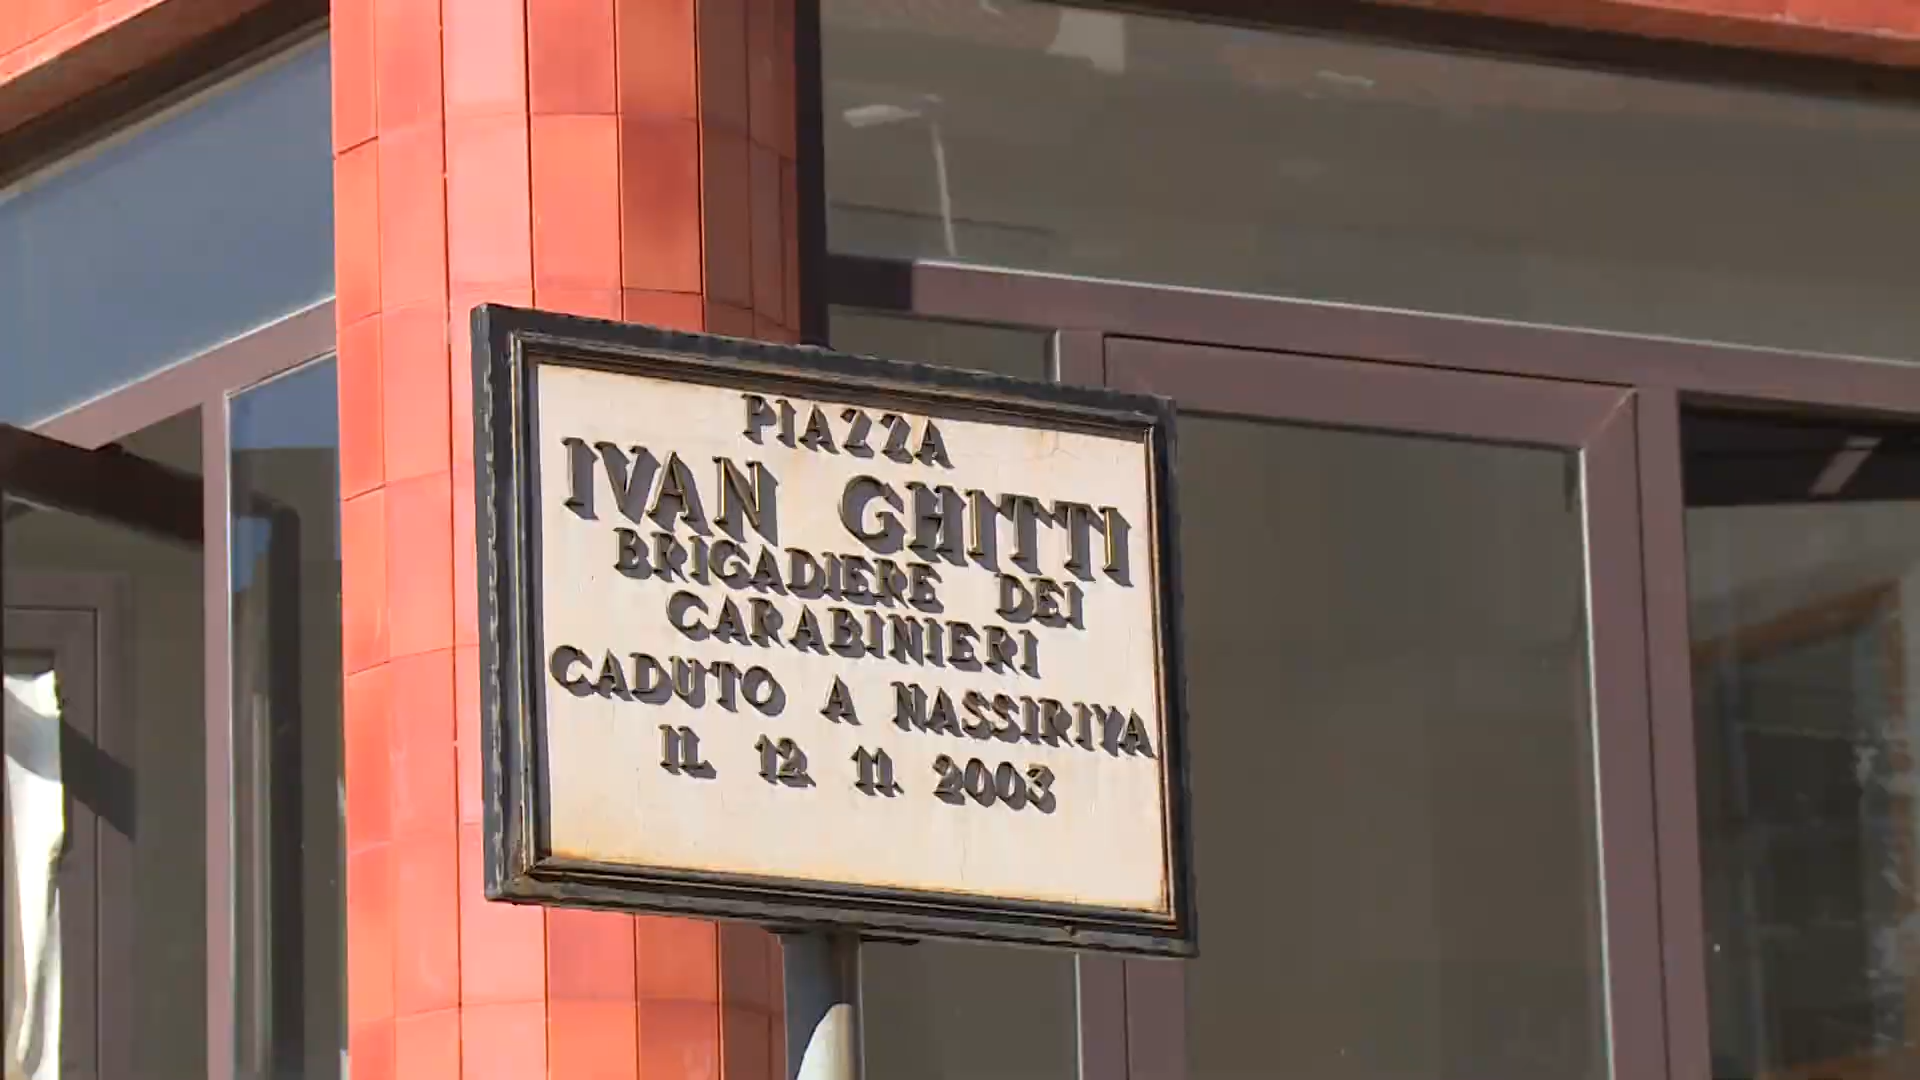 PIAZZA
IVAN GHITTI
BRIGADIERE DEI
CARABINIERI
CADUTO A NASSIRIYA
IL 12 11 2003